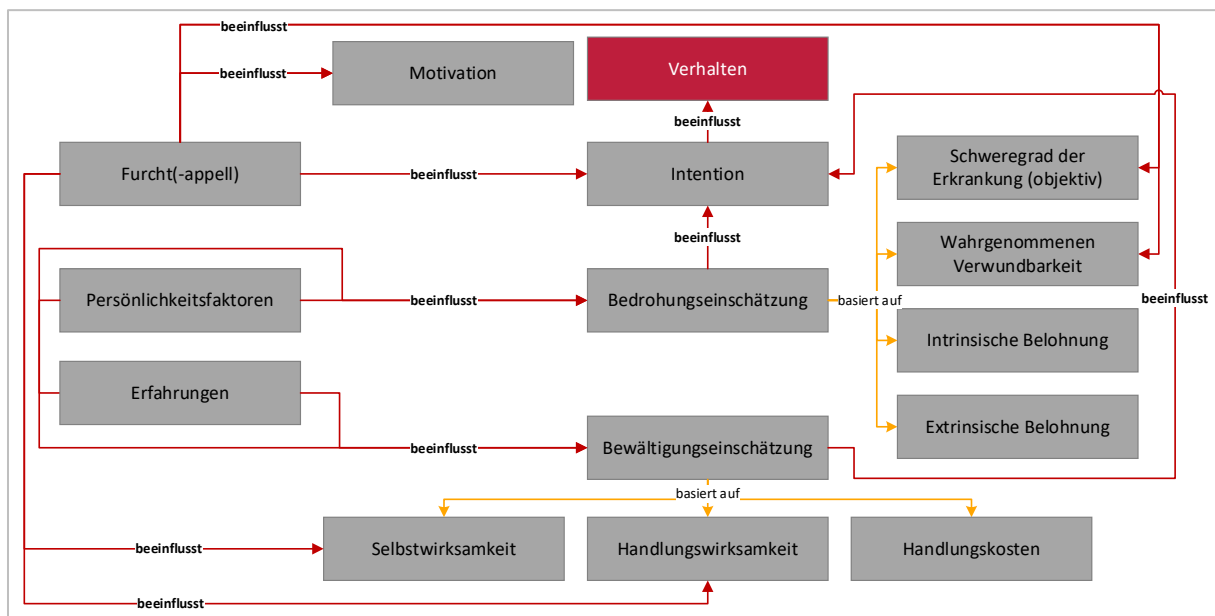 beeinflusst
beeinflusst
Motivation
Verhalten
beeinflusst
Furcht(-appell)
beeinflusst
Intention
Schweregrad der
Erkrankung (objektiv)
beeinflusst
Wahrgenommenen
Verwundbarkeit
Persönlichkeitsfaktoren
beeinflusst
Bedrohungseinschätzung
basiert auf
beeinflusst
Intrinsische Belohnung
Erfahrungen
Extrinsische Belohnung
beeinflusst
Bewältigungseinschätzung
basiert auf
beeinflusst
Selbstwirksamkeit
Handlungswirksamkeit
Handlungskosten
beeinflusst